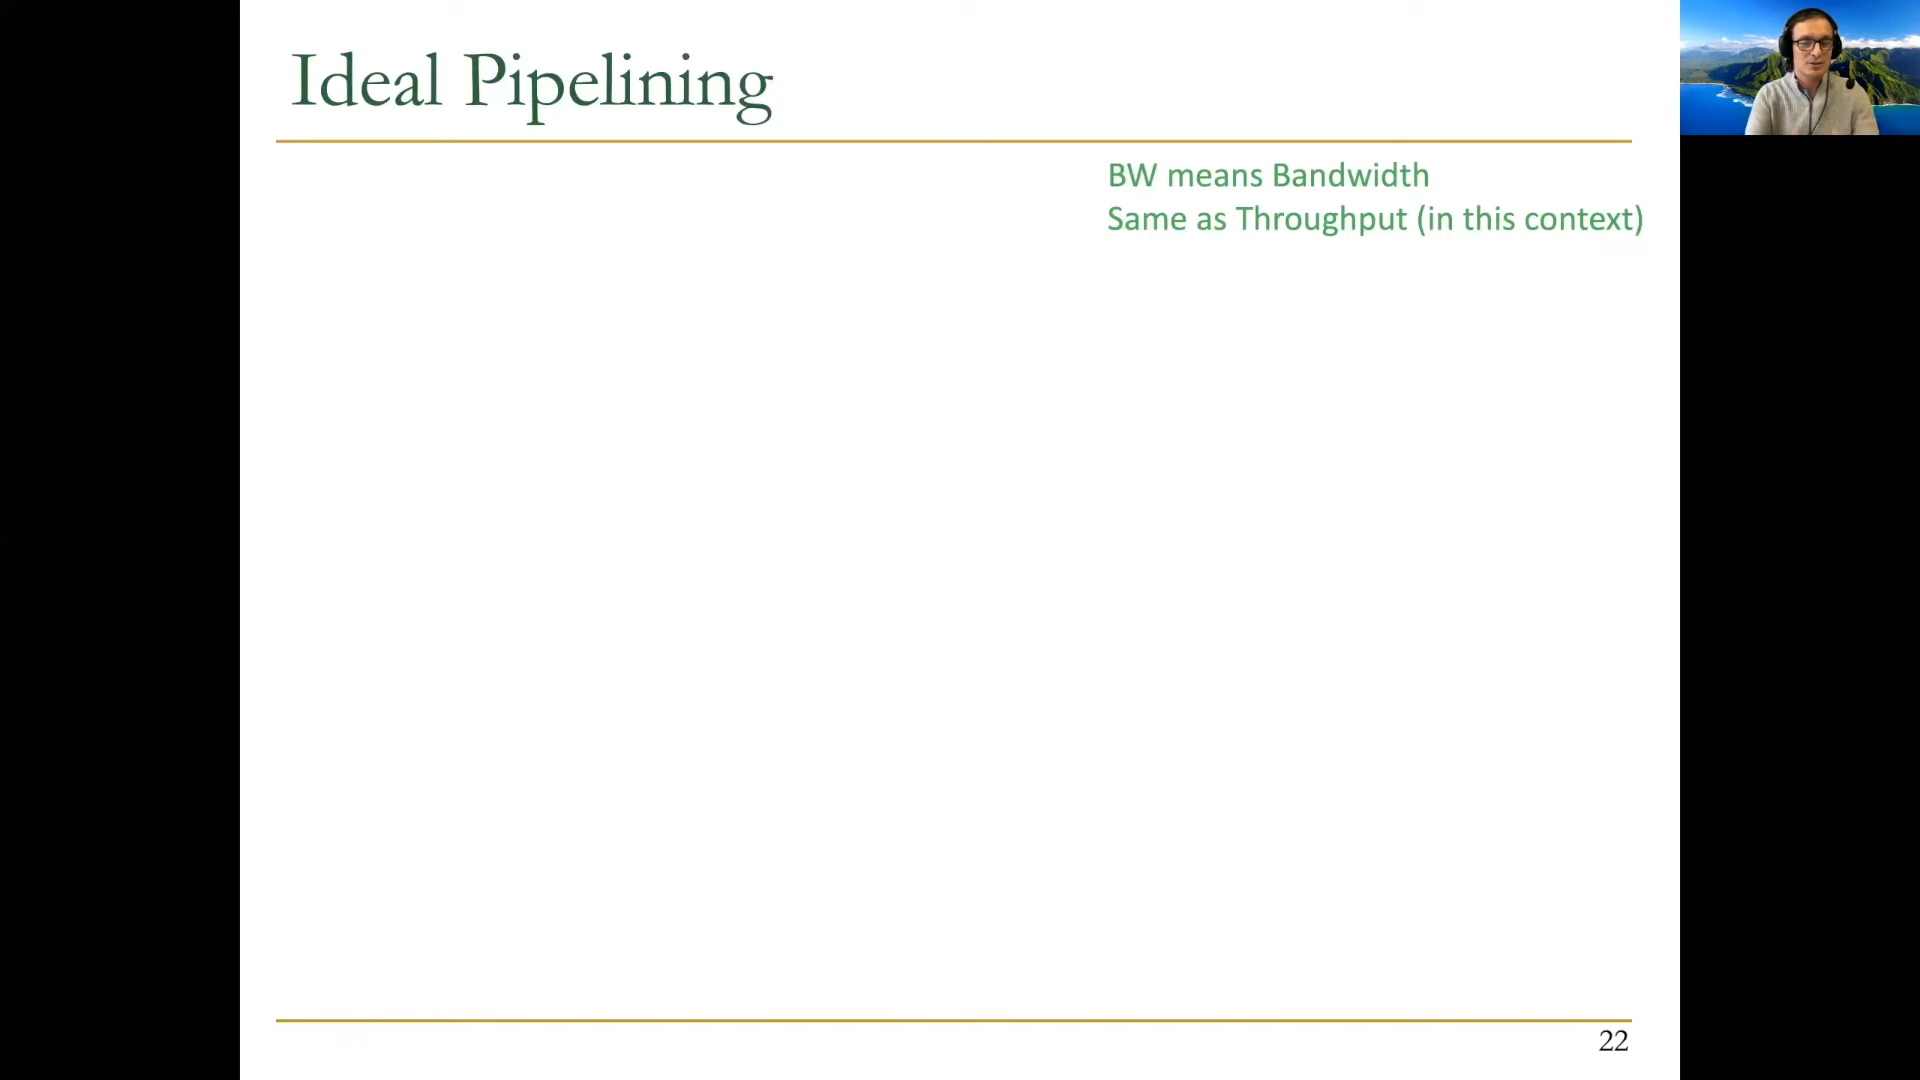 Ideal Pipelining
BW means Bandwidth
Same as Throughput (in this context)
22